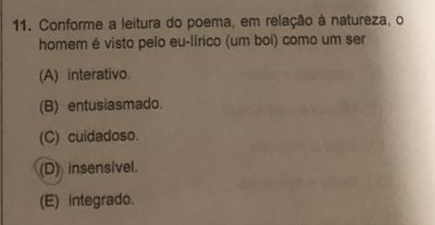 11. Conforme a leitura do poema, em relação à natureza, o
homem é visto pelo eu-lírico (um boi) como um ser
(A) interativo.
(B) entusiasmado.
(C) cuidadoso.
(D) insensível.
(E) integrado.